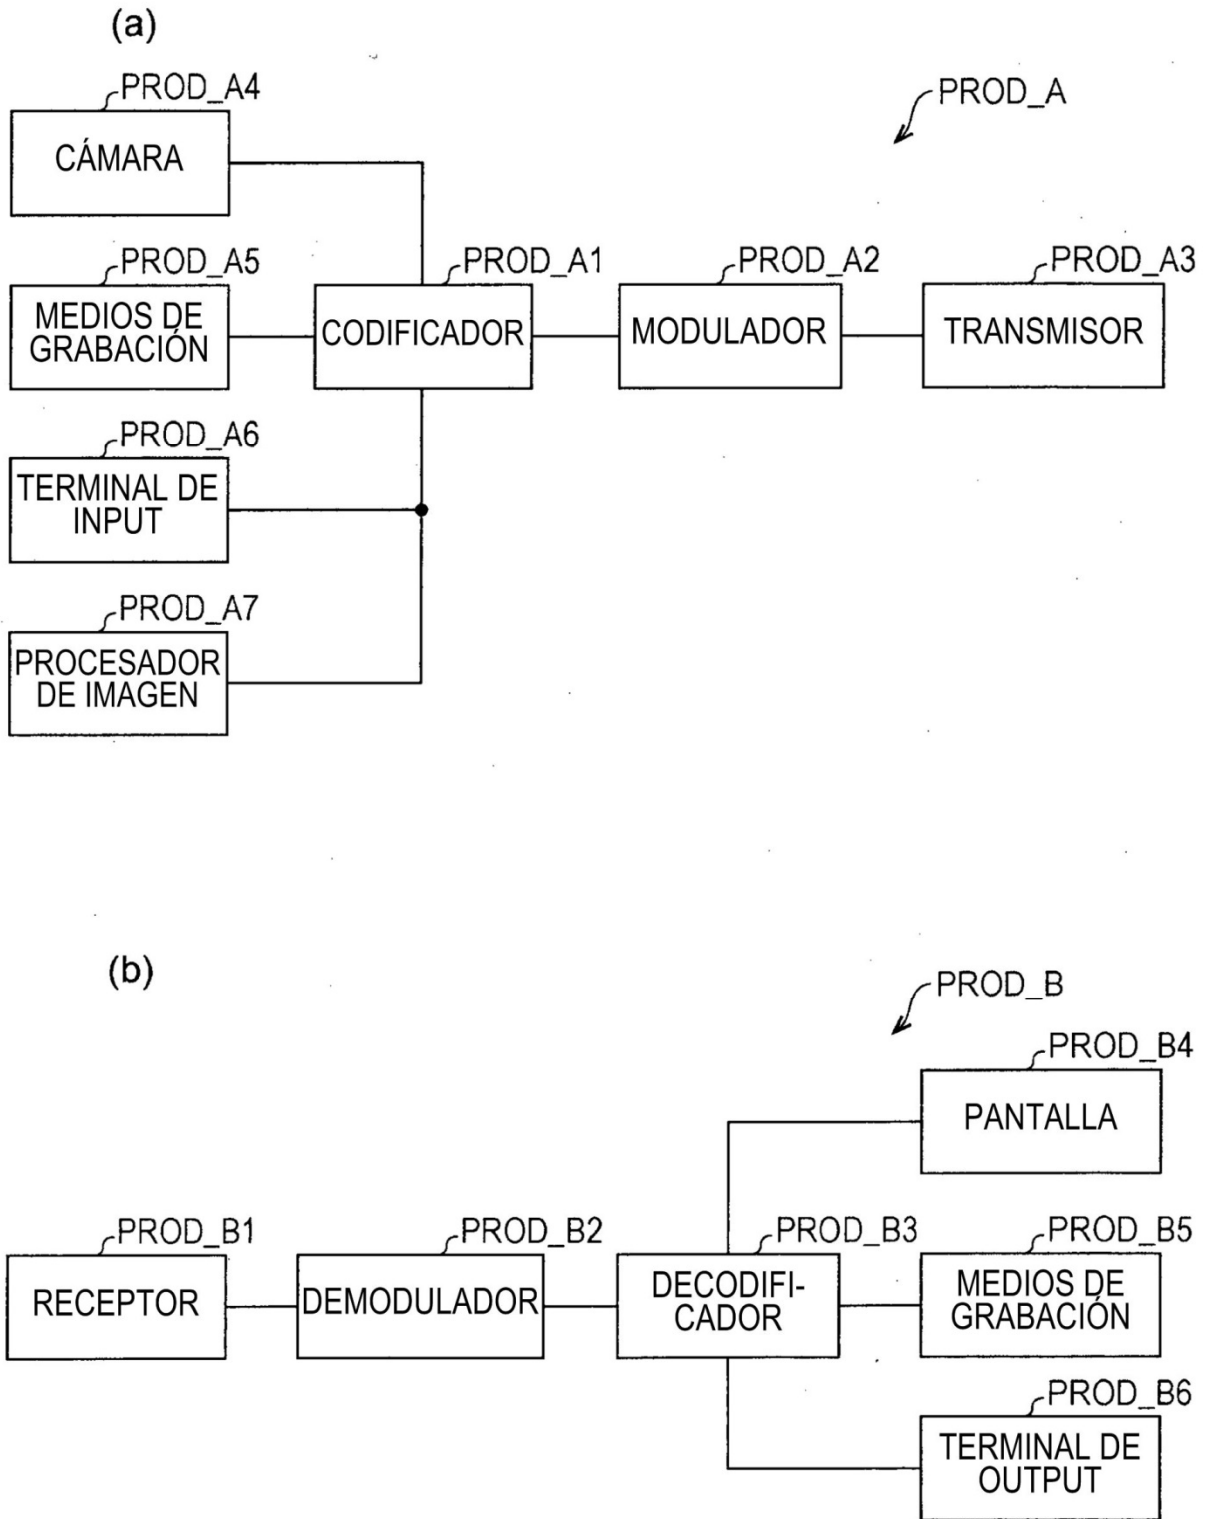 (a)
PROD_A4
CÁMARA
PROD_A
PROD_A5
MEDIOS DE
GRABACIÓN
PROD_A1
CODIFICADOR
PROD_A2
MODULADOR
PROD_A3
TRANSMISOR
PROD_A6
TERMINAL DE
INPUT
PROD_A7
PROCESADOR
DE IMAGEN
(b)
PROD_B
PROD_B4
PANTALLA
PROD_B1
RECEPTOR
PROD_B2
DEMODULADOR
PROD_B3
DECODIFI-
CADOR
PROD_B5
MEDIOS DE
GRABACIÓN
PROD_B6
TERMINAL DE
OUTPUT